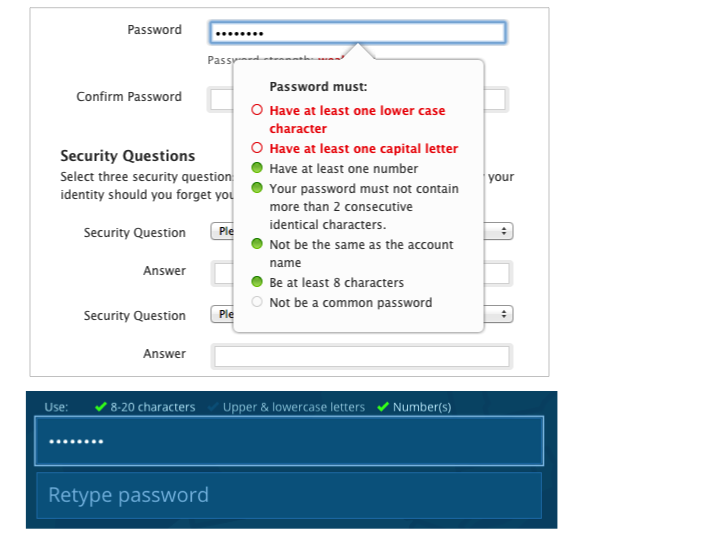 Password
Password strength: weak
Password must:
Have at least one lower case
character
Have at least one capital letter
Have at least one number
Your password must not contain
more than 2 consecutive
identical characters.
Not be the same as the account
name
Be at least 8 characters
Not be a common password
Confirm Password
Security Questions
Select three security question
your
identity should you forget you
Security Question
Ple
Answer
Security Question
Ple
Answer
Use: 8-20 characters Upper & lowercase letters Number(s)
Retype password